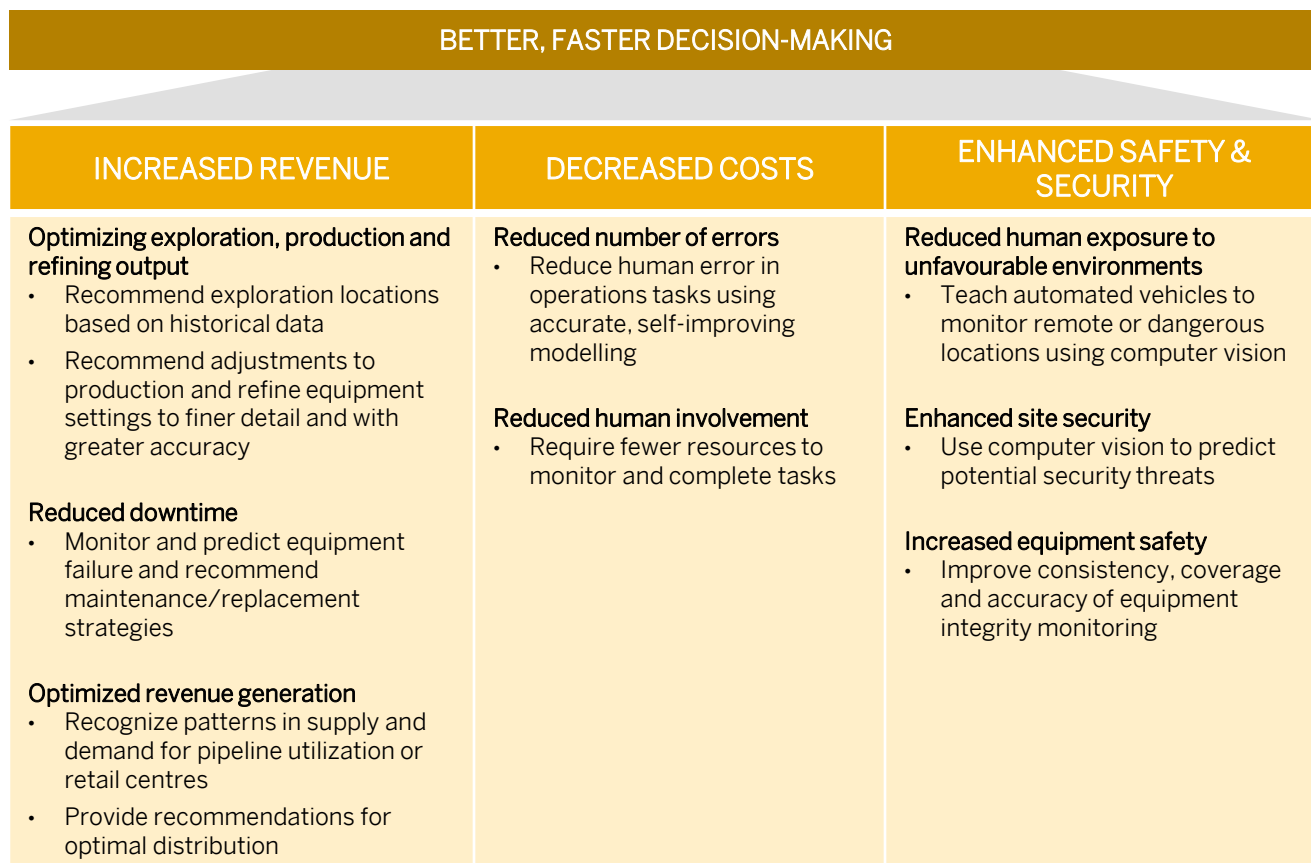 BETTER, FASTER DECISION-MAKING
INCREASED REVENUE
Optimizing exploration, production and
refining output
• Recommend exploration locations
based on historical data
• Recommend adjustments to
production and refine equipment
settings to finer detail and with
greater accuracy
Reduced downtime
• Monitor and predict equipment
failure and recommend
maintenance/replacement
strategies
Optimized revenue generation
• Recognize patterns in supply and
demand for pipeline utilization or
retail centres
• Provide recommendations for
optimal distribution
DECREASED COSTS
Reduced number of errors
• Reduce human error in
operations tasks using
accurate, self-improving
modelling
Reduced human involvement
• Require fewer resources to
monitor and complete tasks
ENHANCED SAFETY &
SECURITY
Reduced human exposure to
unfavourable environments
• Teach automated vehicles to
monitor remote or dangerous
locations using computer vision
Enhanced site security
• Use computer vision to predict
potential security threats
Increased equipment safety
• Improve consistency, coverage
and accuracy of equipment
integrity monitoring